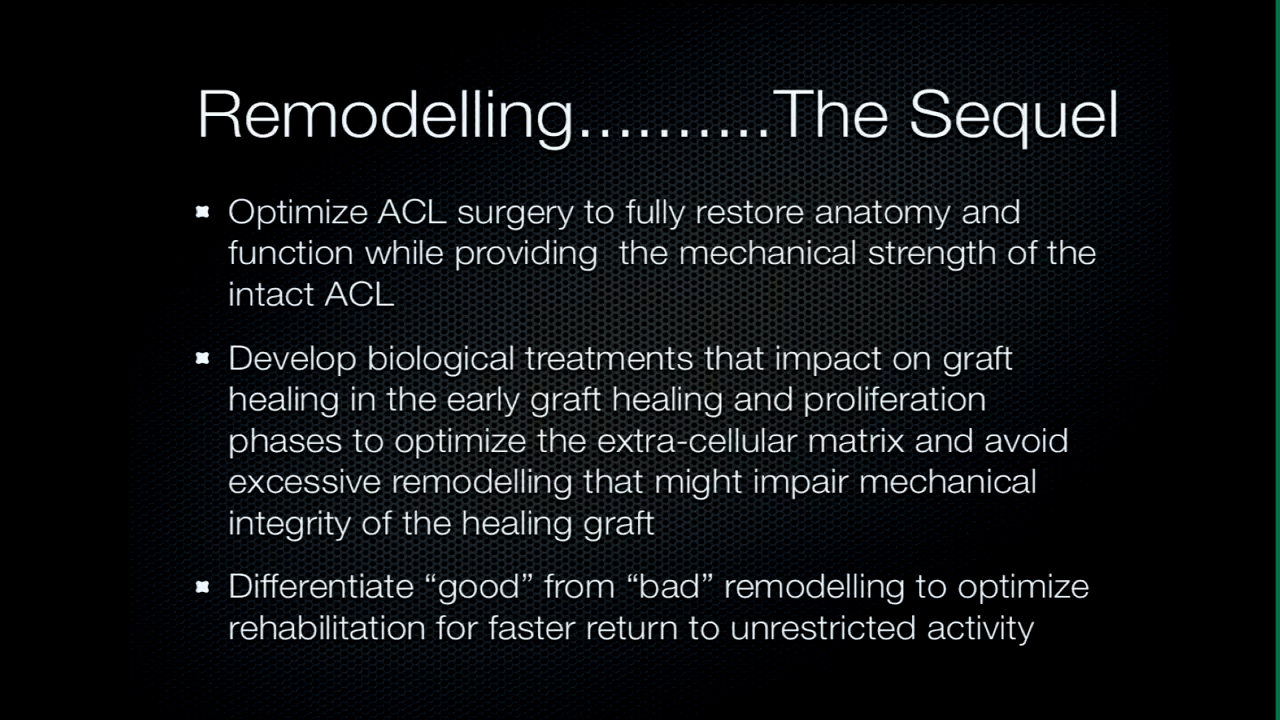 Remodelling..........The Sequel
Optimize ACL surgery to fully restore anatomy and
function while providing  the mechanical strength of the
intact ACL
Develop biological treatments that impact on graft
healing in the early graft healing and proliferation
phases to optimize the extra-cellular matrix and avoid
excessive remodelling that might impair mechanical
integrity of the healing graft
Differentiate “good” from “bad” remodelling to optimize
rehabilitation for faster return to unrestricted activity